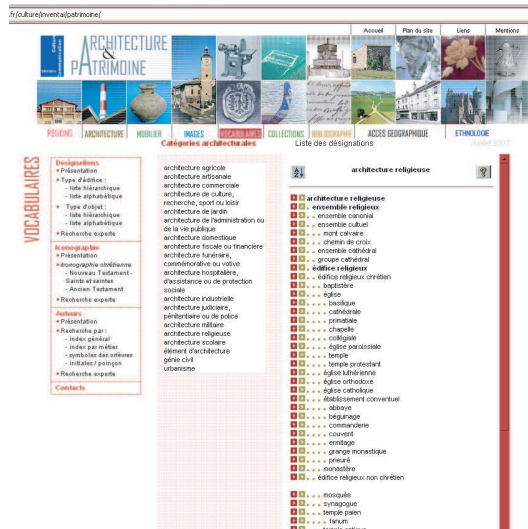 .fr/culture/inventai/patrimoine/
Accueil Plan du site Liens Mentions
ARCHITECTURE
&
PATRIMOINE
REGIONS ARCHITECTURE MOBILIER IMAGES VOCABULAIRES COLLECTIONS BIBLIOGRAPHIE ACCES GEOGRAPHIQUE ETHNOLOGIE
Catégories architecturales Liste des désignations Juillet 2007
VOCABULAIRES
Désignations
Présentation
Type d'édifice :
- liste hiérarchique
- liste alphabétique
Type d'objet :
- liste hiérarchique
- liste alphabétique
Recherche experte
Iconographie
Présentation
Iconographie chrétienne
- Nouveau Testament -
Saints et saintes
- Ancien Testament
Recherche experte
Auteurs
Présentation
Recherche par :
- index général
- index par métier
- symboles des orfèvres
- initiales / poinçon
Recherche experte
Contacts
architecture agricole
architecture artisanale
architecture commerciale
architecture de culture,
recherche, sport ou loisir
architecture de jardin
architecture de l'administration ou
de la vie publique
architecture domestique
architecture fiscale ou financière
architecture funéraire,
commémorative ou votive
architecture hospitalière,
d'assistance ou de protection
sociale
architecture industrielle
architecture judiciaire,
pénitentiaire ou de police
architecture militaire
architecture religieuse
architecture scolaire
élément d'architecture
génie civil
urbanisme
architecture religieuse ?
architecture religieuse
. ensemble religieux
. . ensemble canonial
. . ensemble cultuel
. . . mont calvaire
. . . chemin de croix
. . ensemble cathédral
. . groupe cathédral
. édifice religieux
. . édifice religieux chrétien
. . . baptistère
. . . église
. . . . basilique
. . . . cathédrale
. . . . primatiale
. . . . chapelle
. . . . collégiale
. . . . église paroissiale
. . . temple
. . . . temple protestant
. . . église luthérienne
. . . église orthodoxe
. . . église catholique
. . . établissement conventuel
. . . . abbaye
. . . . béguinage
. . . . commanderie
. . . . couvent
. . . . ermitage
. . . . grange monastique
. . . . prieuré
. . . . monastère
. . édifice religieux non chrétien
. . . mosquée
. . . synagogue
. . . temple païen
. . . . fanum